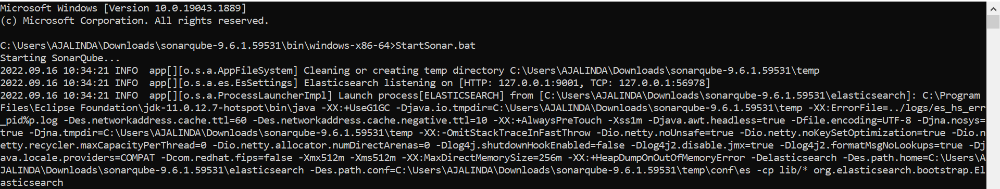 Microsoft Windows [Version 10.0.19043.1889]
(c) Microsoft Corporation. All rights reserved.
C:\Users\AJALINDA\Downloads\sonarqube-9.6.1.59531\bin\windows-x86-64>StartSonar.bat
Starting SonarQube...
2022.09.16 10:34:21 INFO  app[][o.s.a.AppFileSystem] Cleaning or creating temp directory C:\Users\AJALINDA\Downloads\sonarqube-9.6.1.59531\temp
2022.09.16 10:34:21 INFO  app[][o.s.a.es.EsSettings] Elasticsearch listening on [HTTP: 127.0.0.1:9001, TCP: 127.0.0.1:56978]
2022.09.16 10:34:21 INFO  app[][o.s.a.ProcessLauncherImpl] Launch process[ELASTICSEARCH] from [C:\Users\AJALINDA\Downloads\sonarqube-9.6.1.59531\elasticsearch]: C:\Program
Files\Eclipse Foundation\jdk-11.0.12.7-hotspot\bin\java -XX:+UseG1GC -Djava.io.tmpdir=C:\Users\AJALINDA\Downloads\sonarqube-9.6.1.59531\temp -XX:ErrorFile=../logs/es_hs_err
_pid%p.log -Des.networkaddress.cache.ttl=60 -Des.networkaddress.cache.negative.ttl=10 -XX:+AlwaysPreTouch -Xss1m -Djava.awt.headless=true -Dfile.encoding=UTF-8 -Djna.nosys=
true -Djna.tmpdir=C:\Users\AJALINDA\Downloads\sonarqube-9.6.1.59531\temp -XX:-OmitStackTraceInFastThrow -Dio.netty.noUnsafe=true -Dio.netty.noKeySetOptimization=true -Dio.n
etty.recycler.maxCapacityPerThread=0 -Dio.netty.allocator.numDirectArenas=0 -Dlog4j.shutdownHookEnabled=false -Dlog4j2.disable.jmx=true -Dlog4j2.formatMsgNoLookups=true -Dj
ava.locale.providers=COMPAT -Dcom.redhat.fips=false -Xmx512m -Xms512m -XX:MaxDirectMemorySize=256m -XX:+HeapDumpOnOutOfMemoryError -Delasticsearch -Des.path.home=C:\Users\A
JALINDA\Downloads\sonarqube-9.6.1.59531\elasticsearch -Des.path.conf=C:\Users\AJALINDA\Downloads\sonarqube-9.6.1.59531\temp\conf\es -cp lib/* org.elasticsearch.bootstrap.El
asticsearch